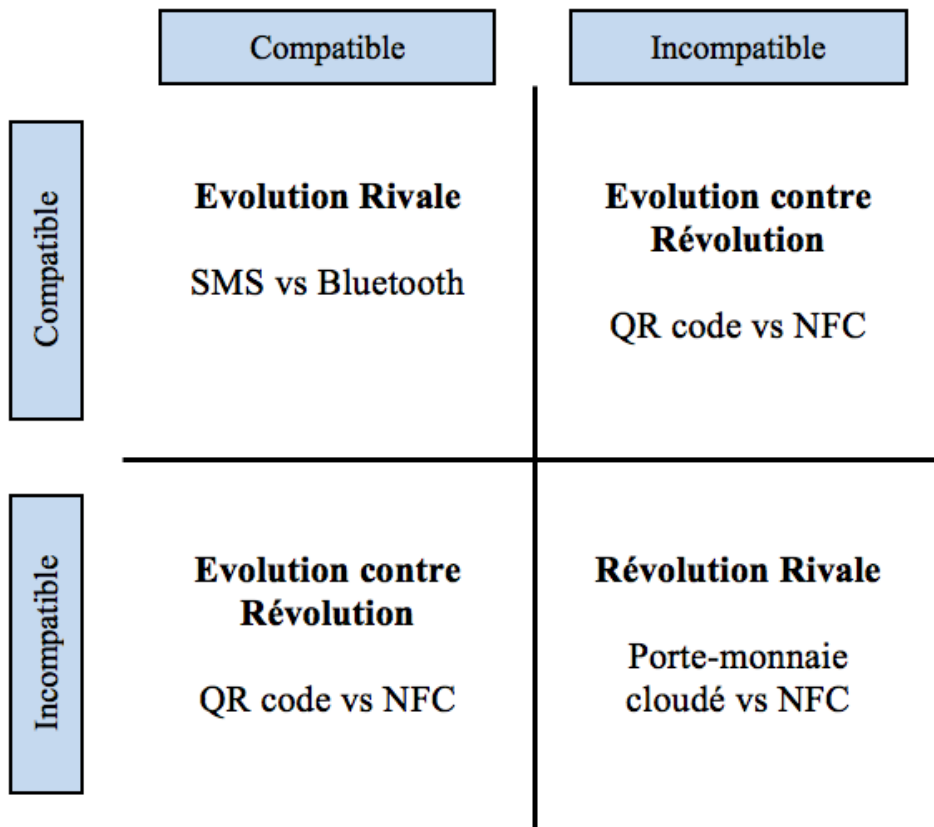 Compatible
Incompatible
Compatible
Evolution Rivale
SMS vs Bluetooth
Evolution contre
Révolution
QR code vs NFC
Incompatible
Evolution contre
Révolution
QR code vs NFC
Révolution Rivale
Porte-monnaie
cloudé vs NFC